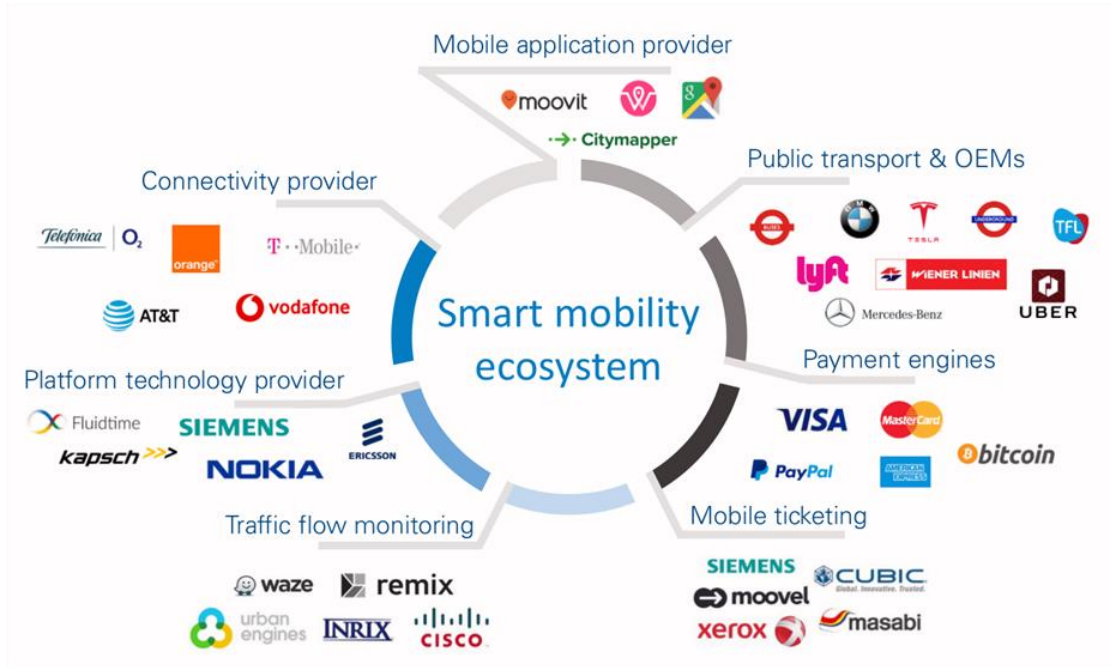 Mobile application provider
moovit
g
Citymapper
Public transport & OEMs
BUSES
BMW
TESLA
UNDERGROUND
TFL
lyft
WIENER LINIEN
Mercedes-Benz
UBER
Connectivity provider
Telefónica
O2
orange
T··Mobile·
AT&T
vodafone
Smart mobility
ecosystem
Payment engines
VISA
MasterCard
PayPal
AMERICAN
EXPRESS
bitcoin
Platform technology provider
Fluidtime
SIEMENS
ERICSSON
kapsch
NOKIA
Mobile ticketing
SIEMENS
CUBIC
Global. Innovative. Trusted.
moovel
masabi
xerox
Traffic flow monitoring
waze
remix
urban
engines
INRIX
CISCO